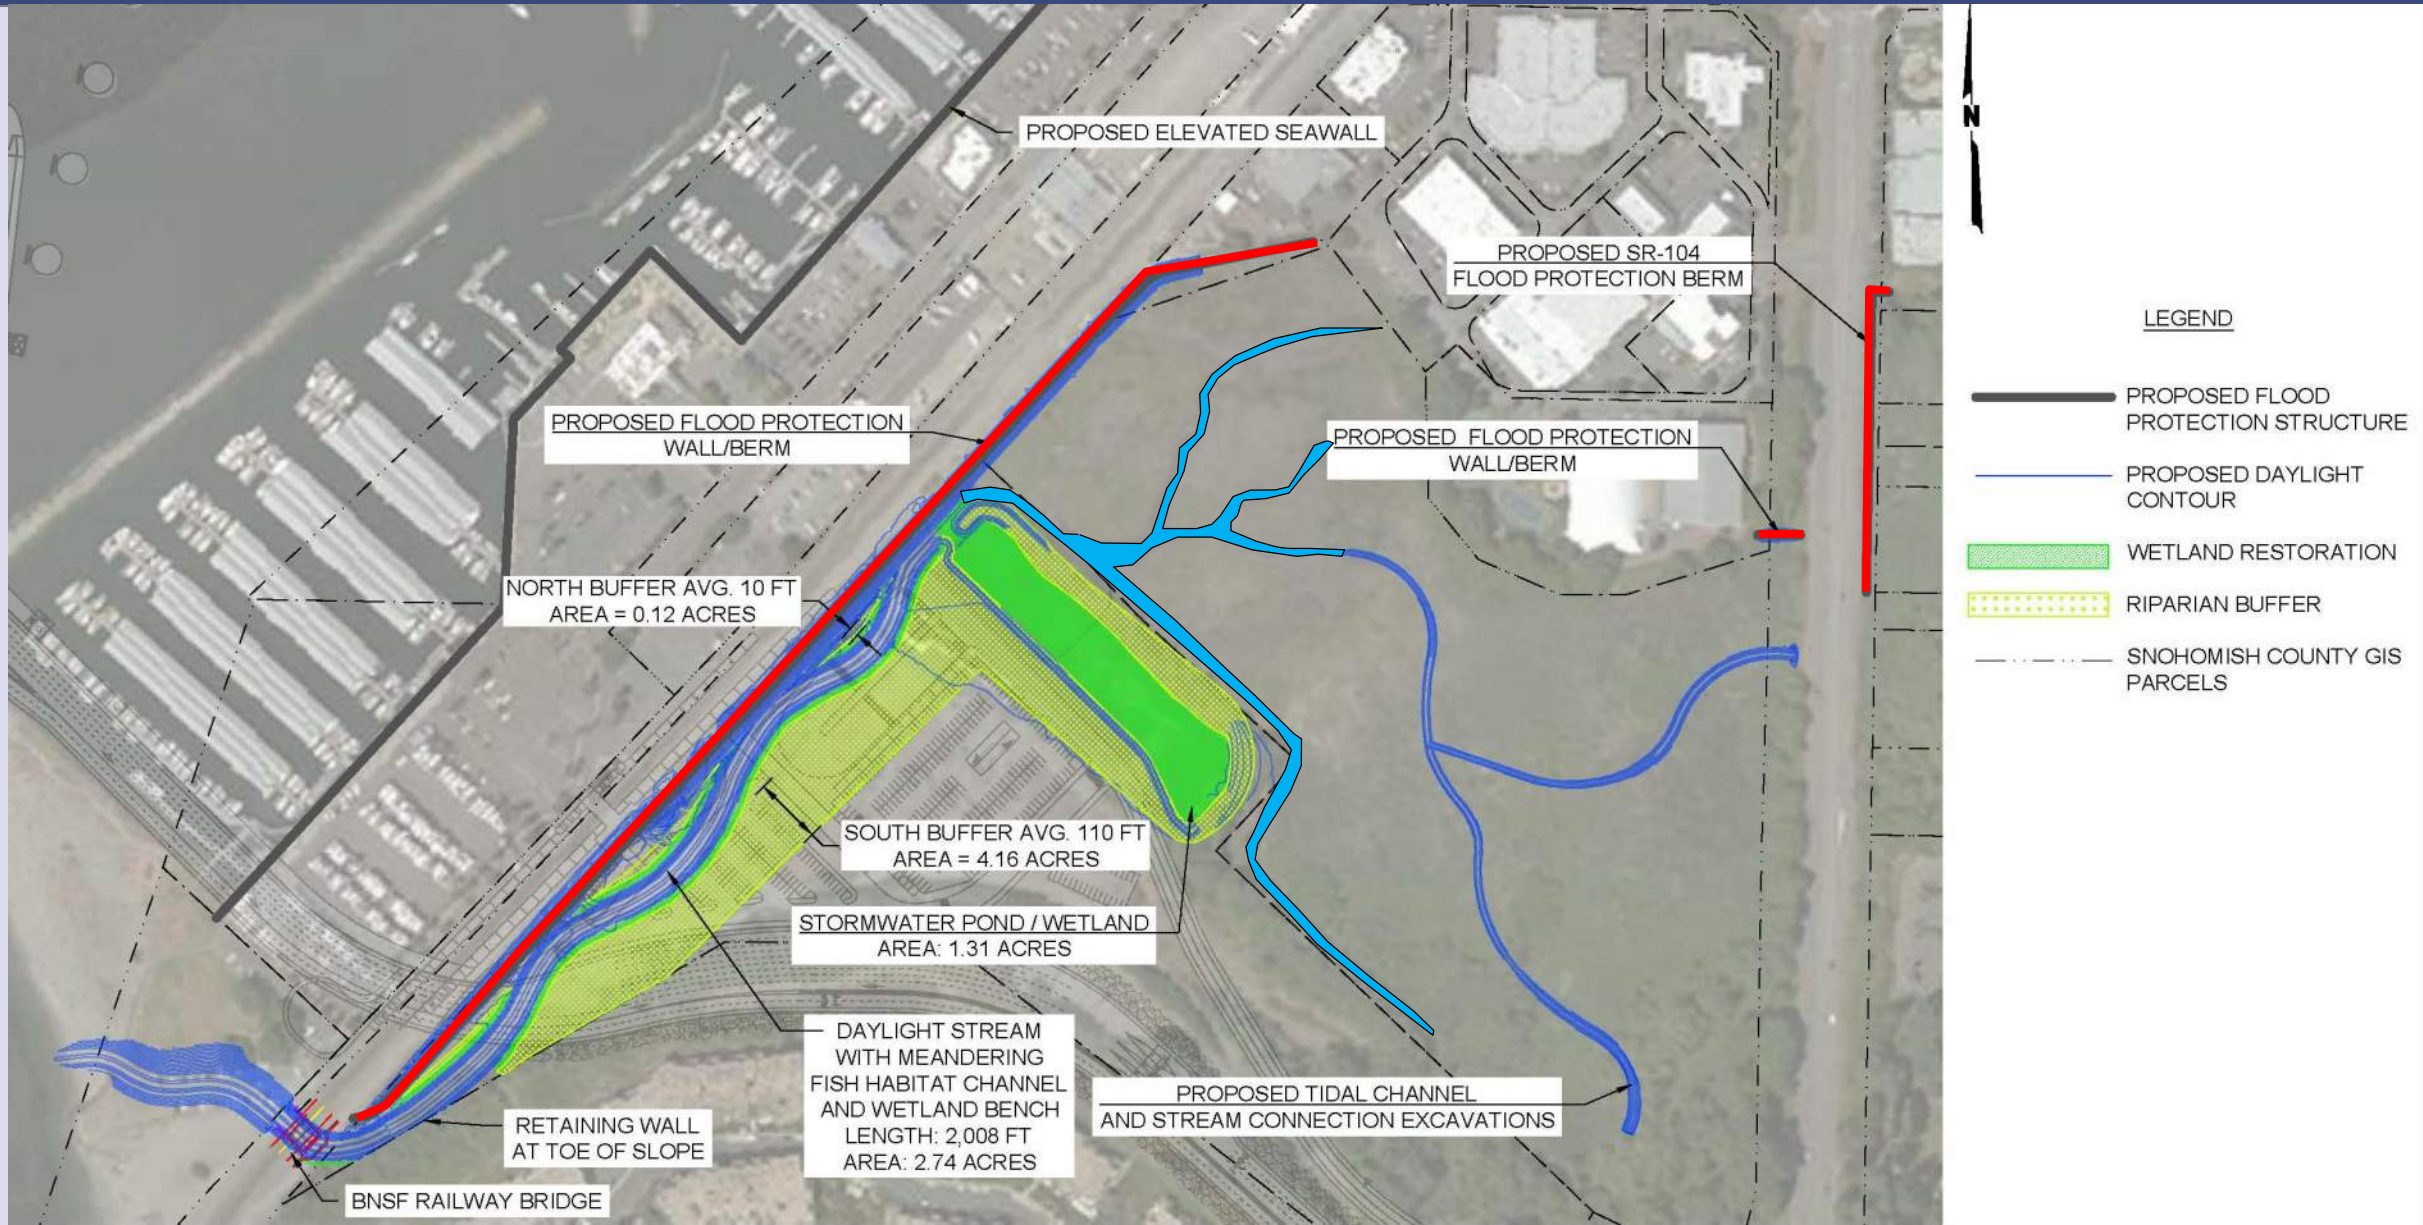 PROPOSED ELEVATED SEAWALL
PROPOSED SR-104
FLOOD PROTECTION BERM
PROPOSED FLOOD PROTECTION
WALL/BERM
PROPOSED FLOOD PROTECTION
WALL/BERM
NORTH BUFFER AVG. 10 FT
AREA = 0.12 ACRES
SOUTH BUFFER AVG. 110 FT
AREA = 4.16 ACRES
STORMWATER POND / WETLAND
AREA: 1.31 ACRES
DAYLIGHT STREAM
WITH MEANDERING
FISH HABITAT CHANNEL
AND WETLAND BENCH
LENGTH: 2,008 FT
AREA: 2.74 ACRES
PROPOSED TIDAL CHANNEL
AND STREAM CONNECTION EXCAVATIONS
RETAINING WALL
AT TOE OF SLOPE
BNSF RAILWAY BRIDGE
N
LEGEND
PROPOSED FLOOD
PROTECTION STRUCTURE
PROPOSED DAYLIGHT
CONTOUR
WETLAND RESTORATION
RIPARIAN BUFFER
SNOHOMISH COUNTY GIS
PARCELS